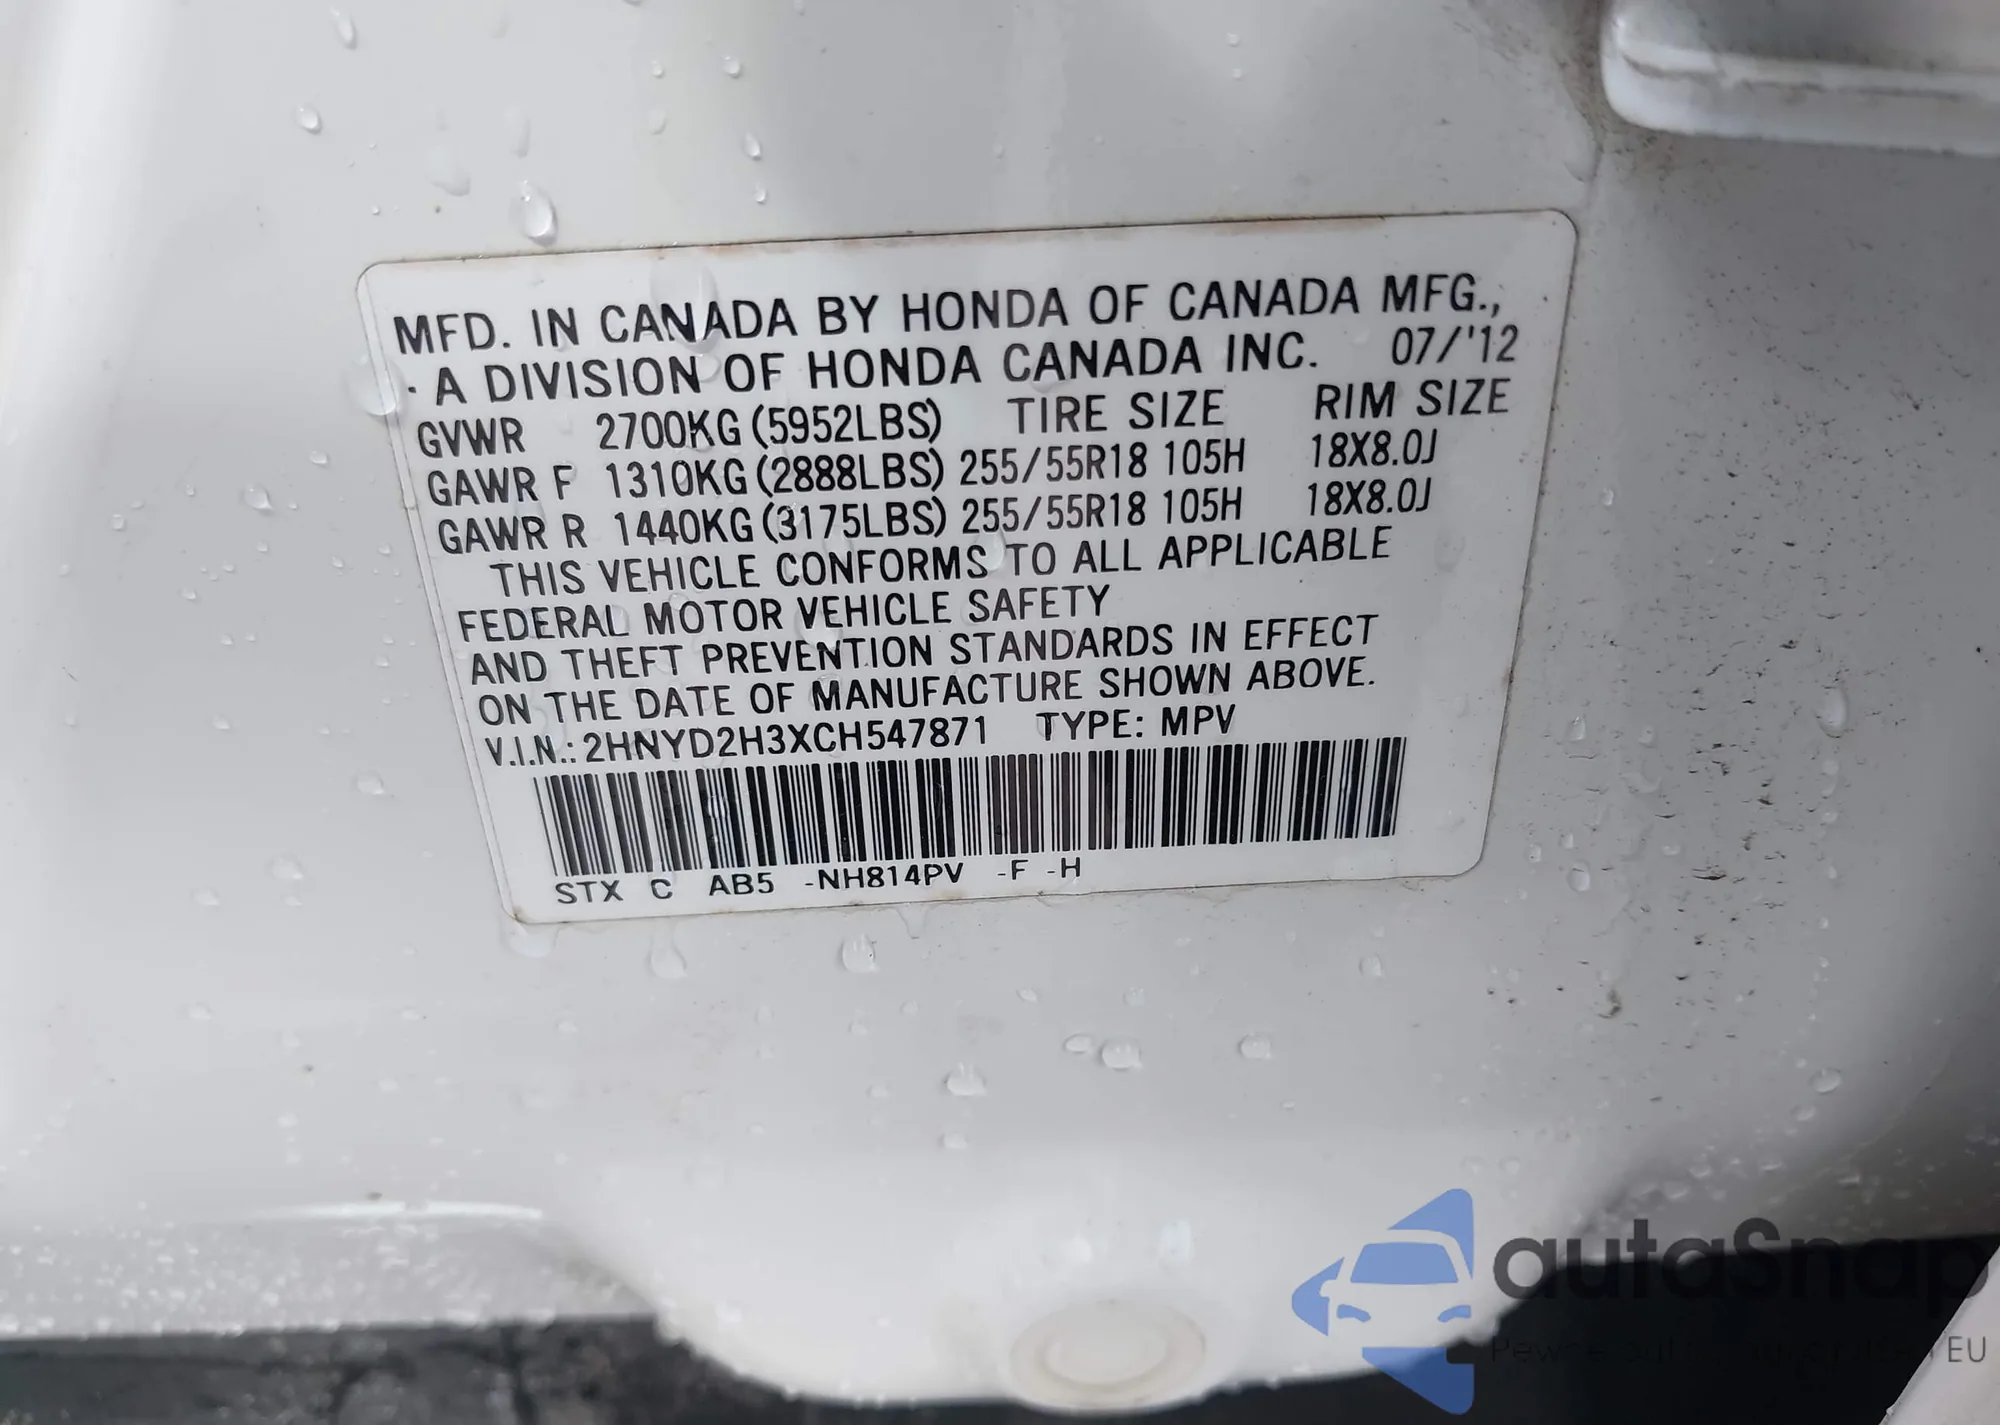 MFD. IN CANADA BY HONDA OF CANADA MFG.,
A DIVISION OF HONDA CANADA INC. 07/'12
GVWR 2700KG (5952LBS) TIRE SIZE RIM SIZE
GAWR F 1310KG (2888LBS) 255/55R18 105H 18X8.0J
GAWR R 1440KG (3175LBS) 255/55R18 105H 18X8.0J
THIS VEHICLE CONFORMS TO ALL APPLICABLE
FEDERAL MOTOR VEHICLE SAFETY
AND THEFT PREVENTION STANDARDS IN EFFECT
ON THE DATE OF MANUFACTURE SHOWN ABOVE.
V.I.N.: 2HNYD2H3XCH547871 TYPE: MPV
STX C AB5 -NH814PV -F -H
autaSnap
EU